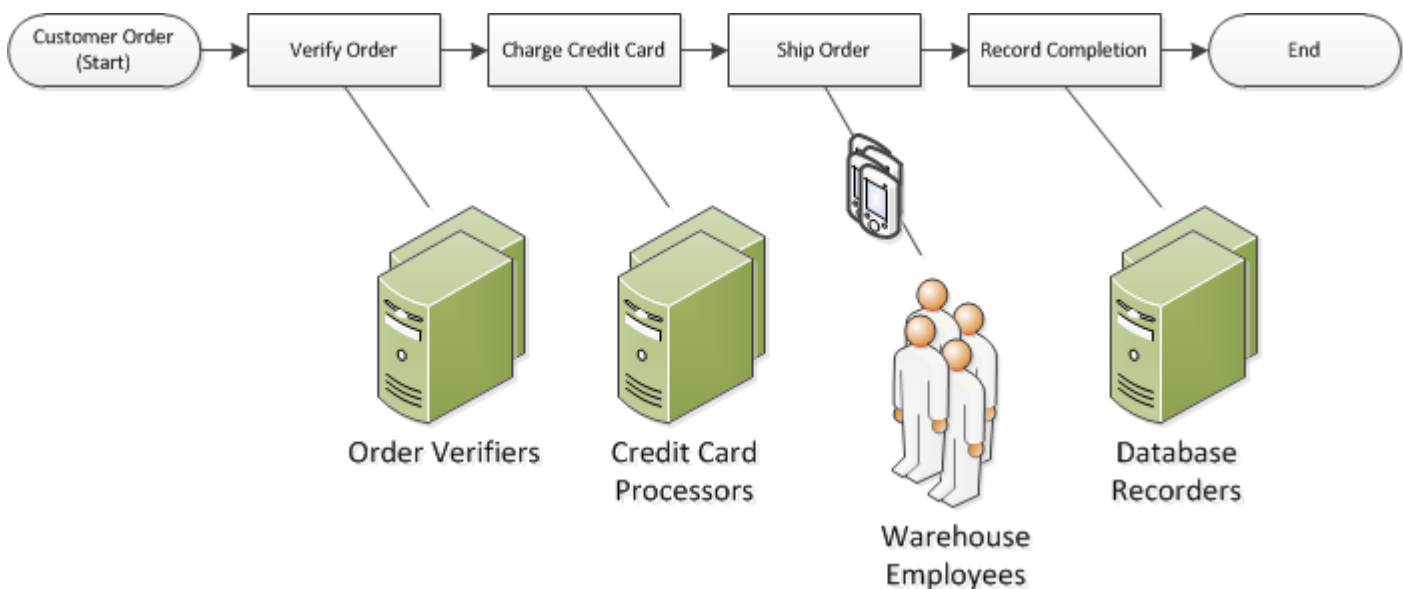 Customer Order
(Start)
Verify Order
Charge Credit Card
Ship Order
Record Completion
End
Order Verifiers
Credit Card
Processors
Warehouse
Employees
Database
Recorders